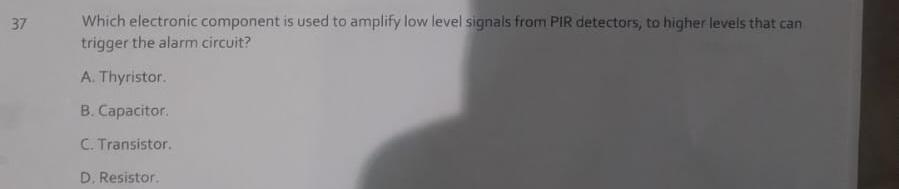 37 Which electronic component is used to amplify low level signals from PIR detectors, to higher levels that can
trigger the alarm circuit?
A. Thyristor.
B. Capacitor.
C. Transistor.
D. Resistor.